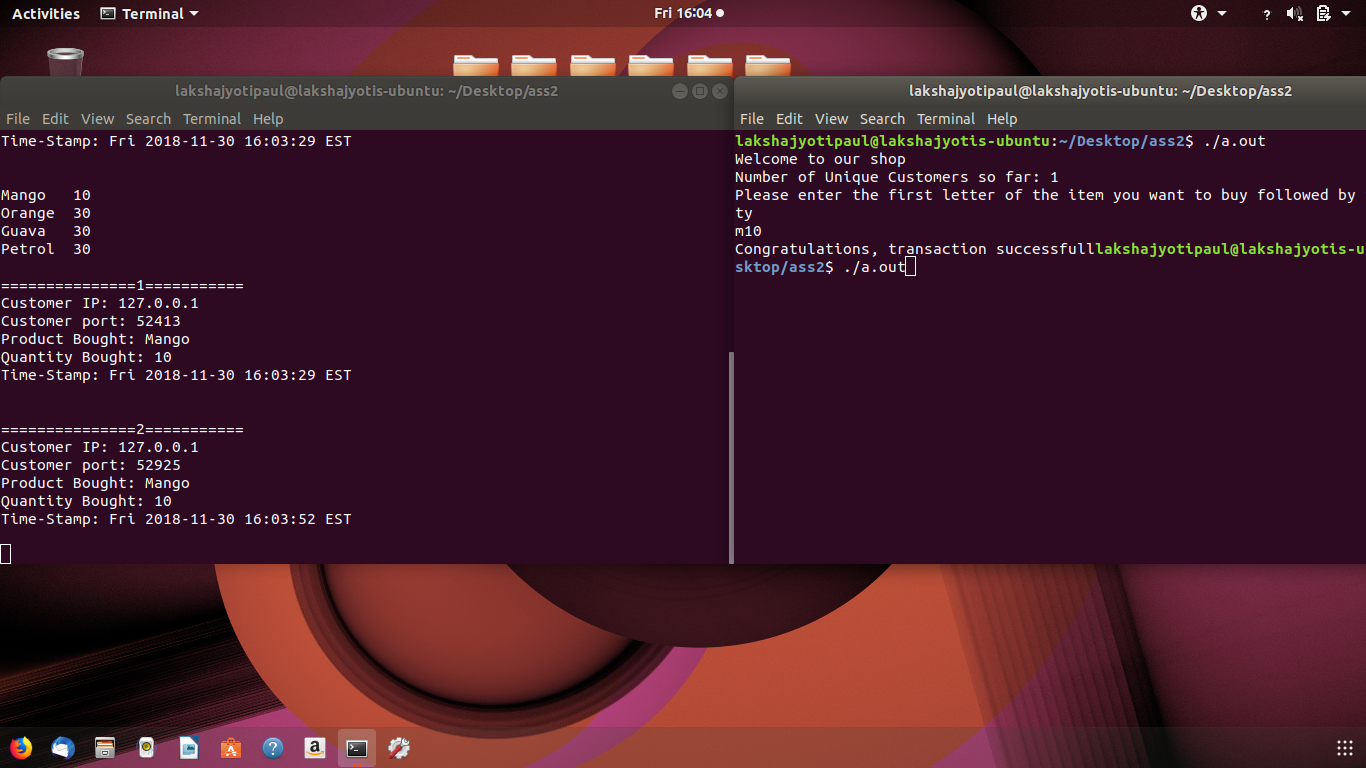 Activities Terminal Fri 16:04 ?
lakshajyotipaul@lakshajyotis-ubuntu: ~/Desktop/ass2
File Edit View Search Terminal Help
Time-Stamp: Fri 2018-11-30 16:03:29 EST
Mango 10
Orange 30
Guava 30
Petrol 30
===============1===========
Customer IP: 127.0.0.1
Customer port: 52413
Product Bought: Mango
Quantity Bought: 10
Time-Stamp: Fri 2018-11-30 16:03:29 EST
===============2===========
Customer IP: 127.0.0.1
Customer port: 52925
Product Bought: Mango
Quantity Bought: 10
Time-Stamp: Fri 2018-11-30 16:03:52 EST
lakshajyotipaul@lakshajyotis-ubuntu: ~/Desktop/ass2
File Edit View Search Terminal Help
lakshajyotipaul@lakshajyotis-ubuntu:~/Desktop/ass2$ ./a.out
Welcome to our shop
Number of Unique Customers so far: 1
Please enter the first letter of the item you want to buy followed by
ty
m10
Congratulations, transaction successfulllakshajyotipaul@lakshajyotis-u
sktop/ass2$ ./a.out